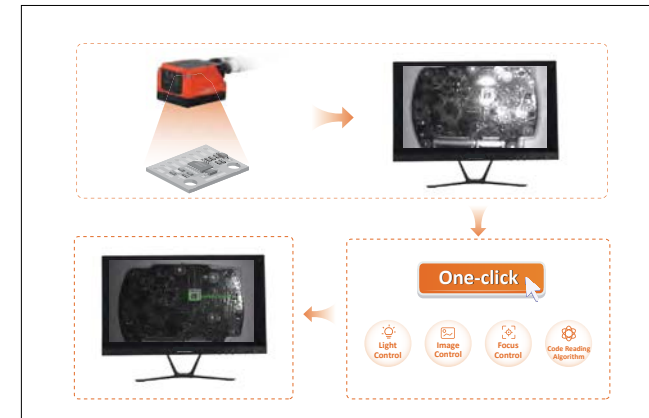 One-click
Light
Control
Image
Control
Focus
Control
Code Reading
Algorithm